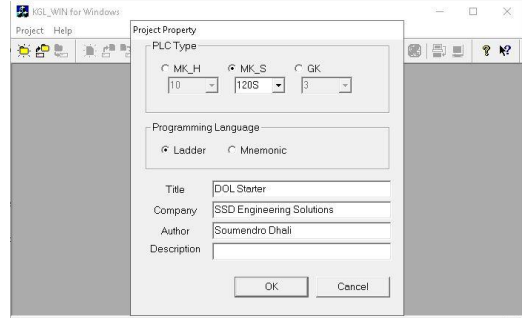 KGL_WIN for Windows
Project Help
Project Property
PLC Type
MK_H MK_S GK
10 120S 3
Programming Language
Ladder Mnemonic
Title DOL Starter
Company SSD Engineering Solutions
Author Soumendro Dhali
Description
OK Cancel